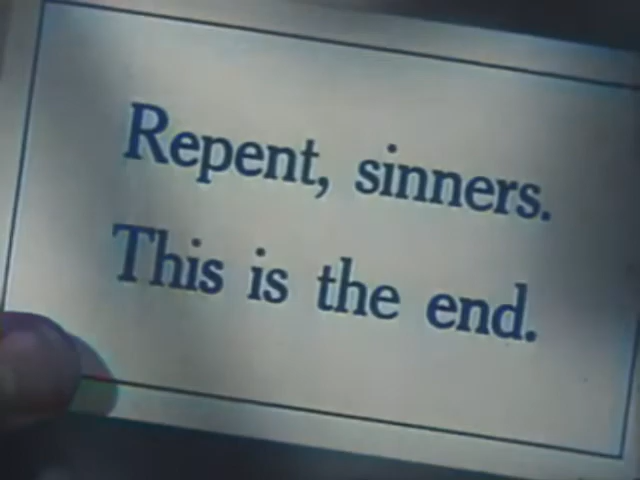 Repent, sinners.
This is the end.